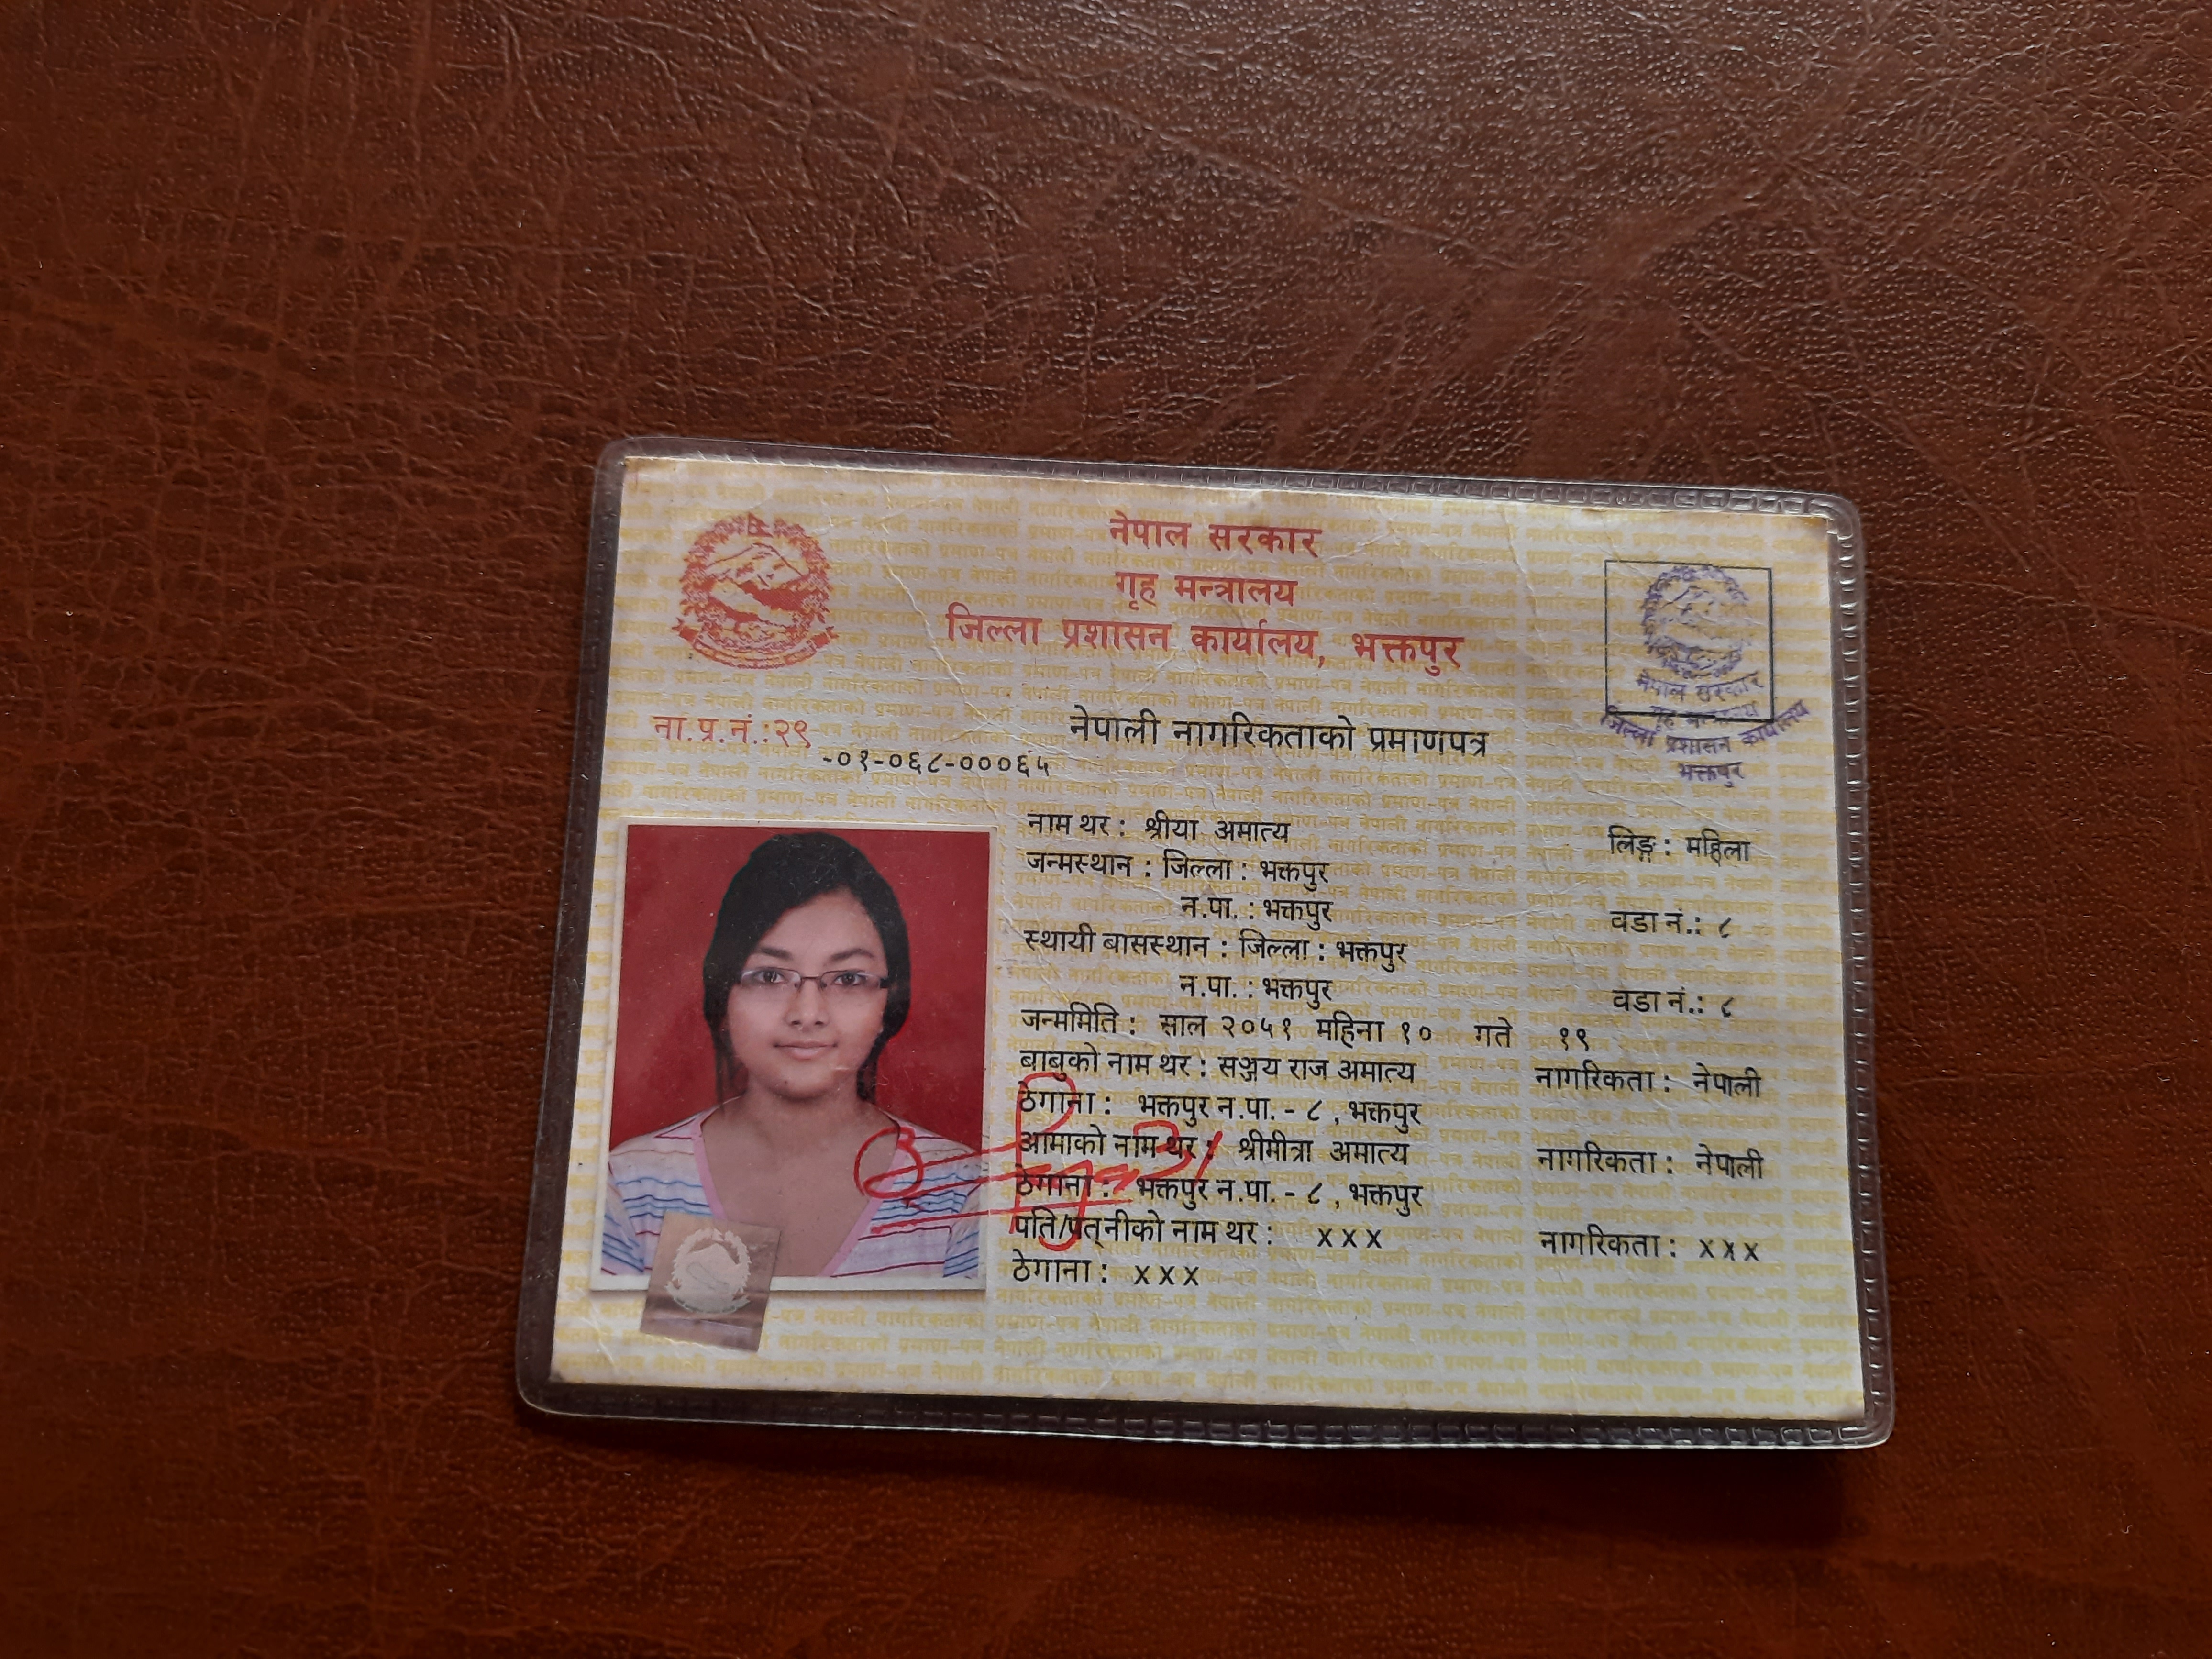 नेपाल सरकार
गृह मन्त्रालय
जिल्ला प्रशासन कार्यालय, भक्तपुर
नेपाल सरकार
गृह मन्त्रालय
जिल्ला प्रशासन कार्यालय
भक्तपुर
ना.प्र.नं.:२९
-०१-०६८-०००६५
नेपाली नागरिकताको प्रमाणपत्र
नाम थर : श्रीया अमात्य लिङ्ग : महिला
जन्मस्थान : जिल्ला : भक्तपुर
न.पा. : भक्तपुर वडा नं.: ८
स्थायी बासस्थान : जिल्ला : भक्तपुर
न.पा. : भक्तपुर वडा नं.: ८
जन्ममिति : साल २०५१ महिना १० गते १९
बाबुको नाम थर : सञ्जय राज अमात्य नागरिकता : नेपाली
ठेगाना : भक्तपुर न.पा. - ८ , भक्तपुर
आमाको नाम थर : श्रीमीत्रा अमात्य नागरिकता : नेपाली
ठेगाना : भक्तपुर न.पा. - ८ , भक्तपुर
पति/पत्‌नीको नाम थर : x x x नागरिकता : x x x
ठेगाना : x x x